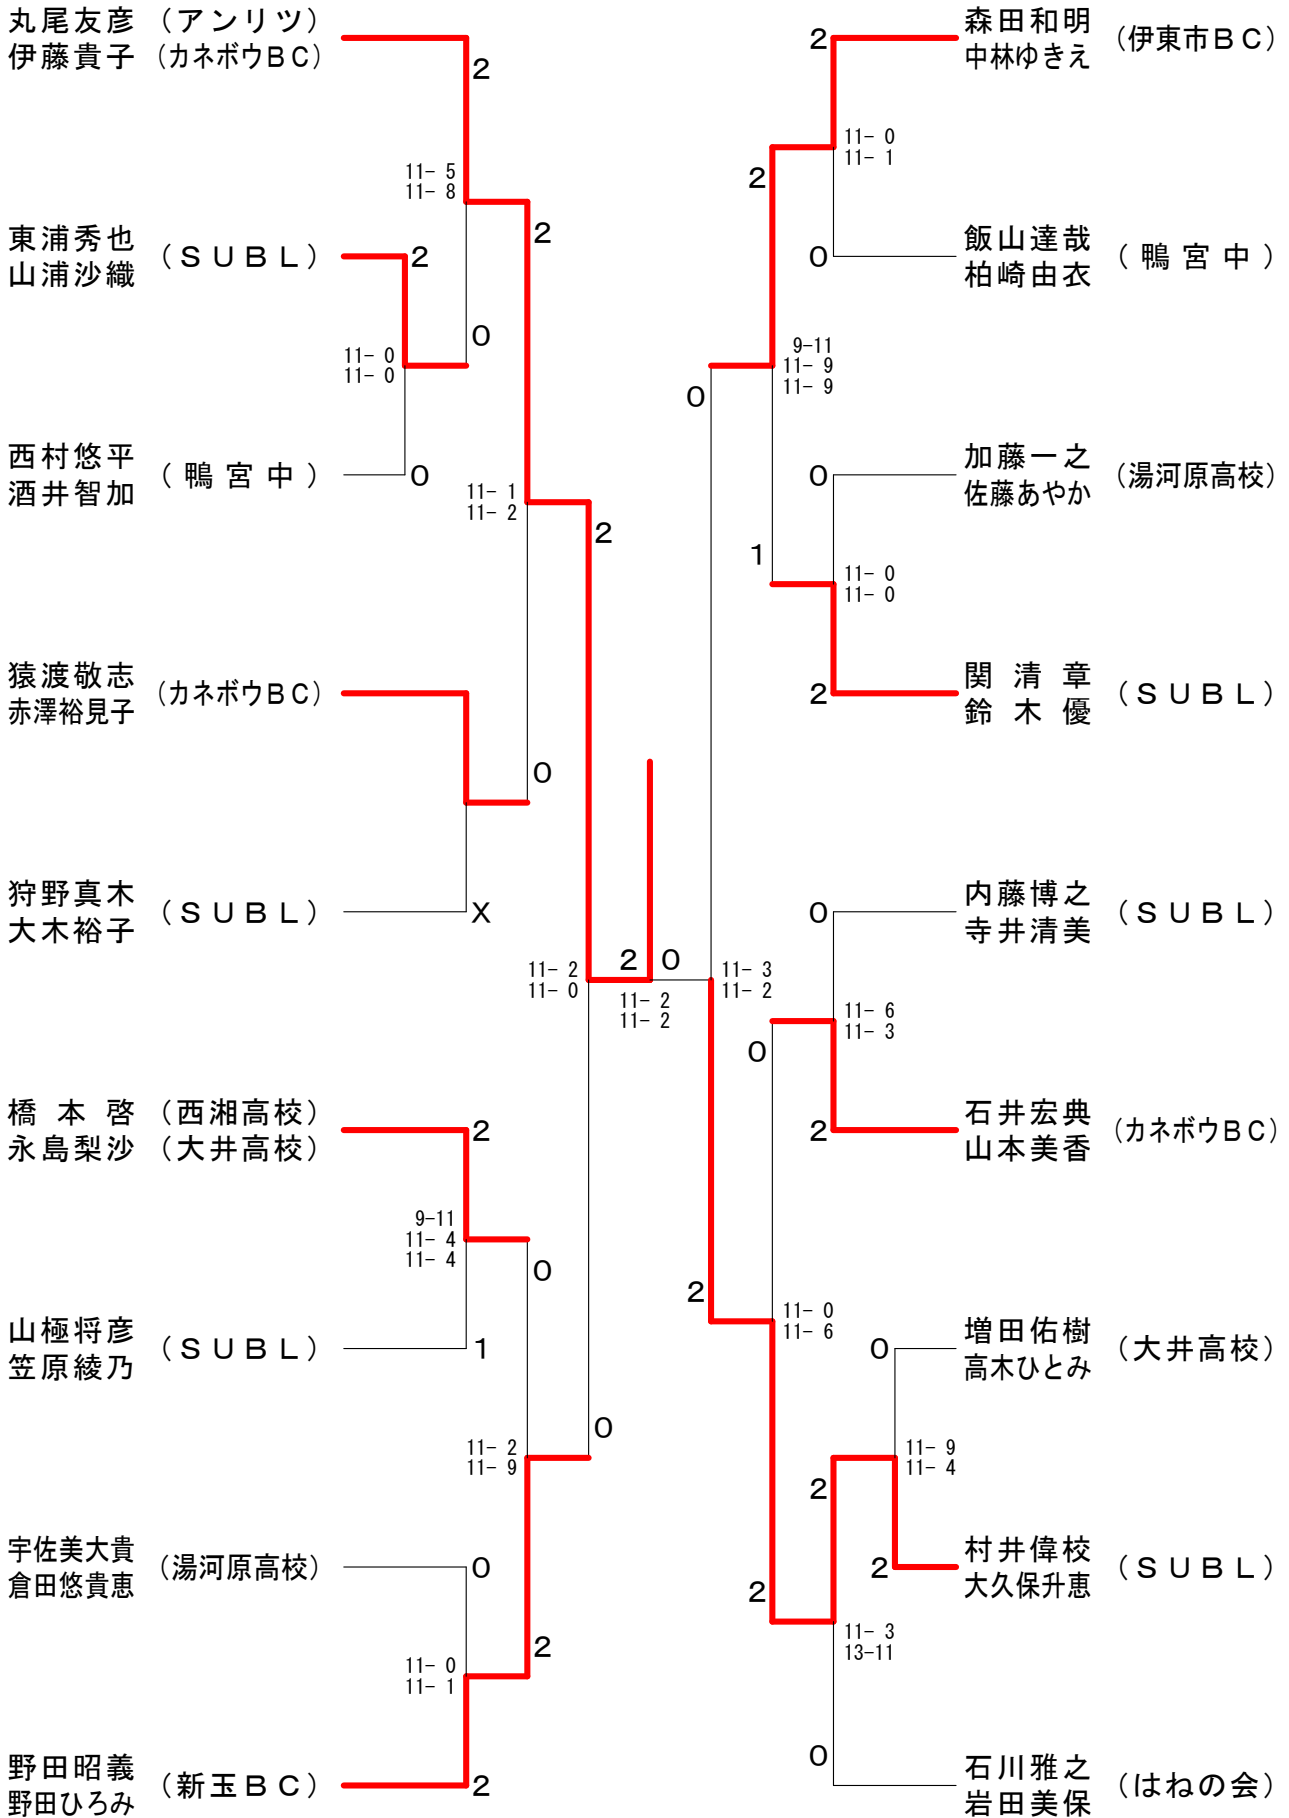 丸尾友彦 (アンリツ)
伊藤貴子 (カネボウBC)
2
11- 5
11- 8
2
東浦秀也
山浦沙織
(SUBL)
2
0
11- 0
11- 0
西村悠平
酒井智加
(鴨宮中)
0
11- 1
11- 2
2
猿渡敬志
赤澤裕見子
(カネボウBC)
0
狩野真木
大木裕子
(SUBL)
X
11- 2
11- 0
2 0
11- 2
11- 2
橋本啓 (西湘高校)
永島梨沙 (大井高校)
2
9-11
11- 4
11- 4
0
山極将彦
笠原綾乃
(SUBL)
1
0
11- 2
11- 9
宇佐美大貴
倉田悠貴恵
(湯河原高校)
0
2
11- 0
11- 1
野田昭義
野田ひろみ
(新玉BC)
2
2
森田和明
中林ゆきえ
(伊東市BC)
11- 0
11- 1
2
0
飯山達哉
柏崎由衣
(鴨宮中)
9-11
11- 9
11- 9
0
0
加藤一之
佐藤あやか
(湯河原高校)
1
11- 0
11- 0
2
関清章
鈴木優
(SUBL)
0
内藤博之
寺井清美
(SUBL)
11- 3
11- 2
11- 6
11- 3
0
2
石井宏典
山本美香
(カネボウBC)
2
11- 0
11- 6
0
増田佑樹
高木ひとみ
(大井高校)
11- 9
11- 4
2
2
村井偉校
大久保升恵
(SUBL)
2
11- 3
13-11
0
石川雅之
岩田美保
(はねの会)